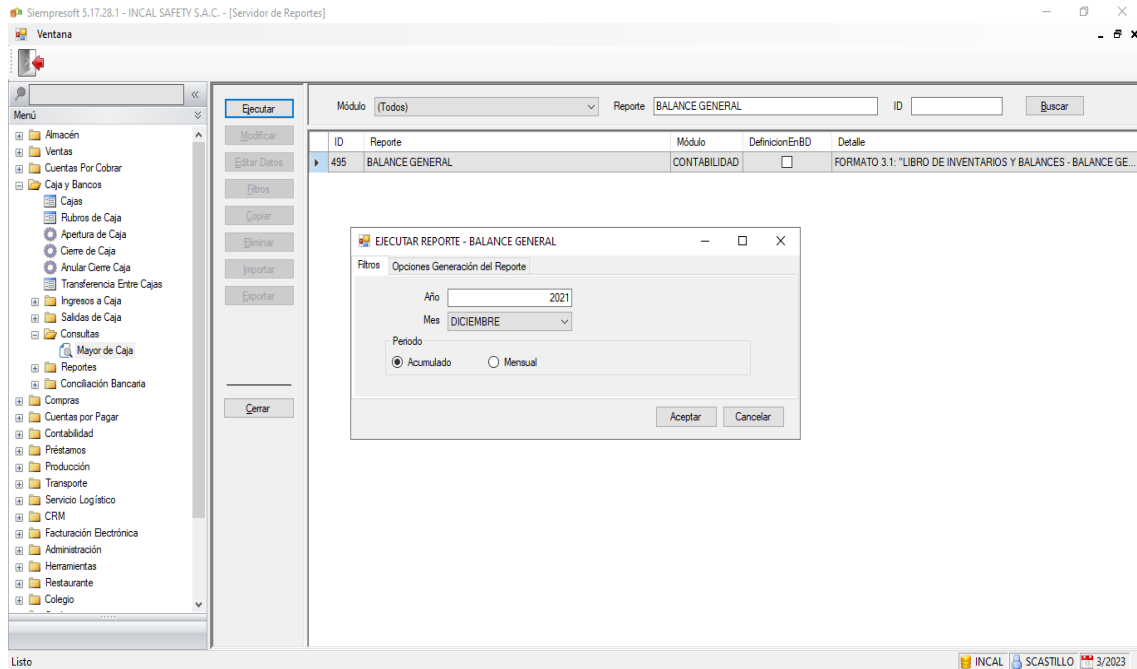 Siempresoft 5.17.28.1 - INCAL SAFETY S.A.C. - [Servidor de Reportes]
Ventana
Menú
Almacén
Ventas
Cuentas Por Cobrar
Caja y Bancos
Cajas
Rubros de Caja
Apertura de Caja
Cierre de Caja
Anular Cierre Caja
Transferencia Entre Cajas
Ingresos a Caja
Salidas de Caja
Consultas
Mayor de Caja
Reportes
Conciliación Bancaria
Compras
Cuentas por Pagar
Contabilidad
Préstamos
Producción
Transporte
Servicio Logístico
CRM
Facturación Electrónica
Administración
Herramientas
Restaurante
Colegio
Ejecutar
Modificar
Editar Datos
Filtros
Copiar
Eliminar
Importar
Exportar
Cerrar
Módulo (Todos) Reporte BALANCE GENERAL ID Buscar
ID Reporte Módulo DefinicionEnBD Detalle
495 BALANCE GENERAL CONTABILIDAD FORMATO 3.1: "LIBRO DE INVENTARIOS Y BALANCES - BALANCE GE...
EJECUTAR REPORTE - BALANCE GENERAL
Filtros Opciones Generación del Reporte
Año 2021
Mes DICIEMBRE
Periodo
Acumulado Mensual
Aceptar Cancelar
Listo INCAL SCASTILLO 3/2023